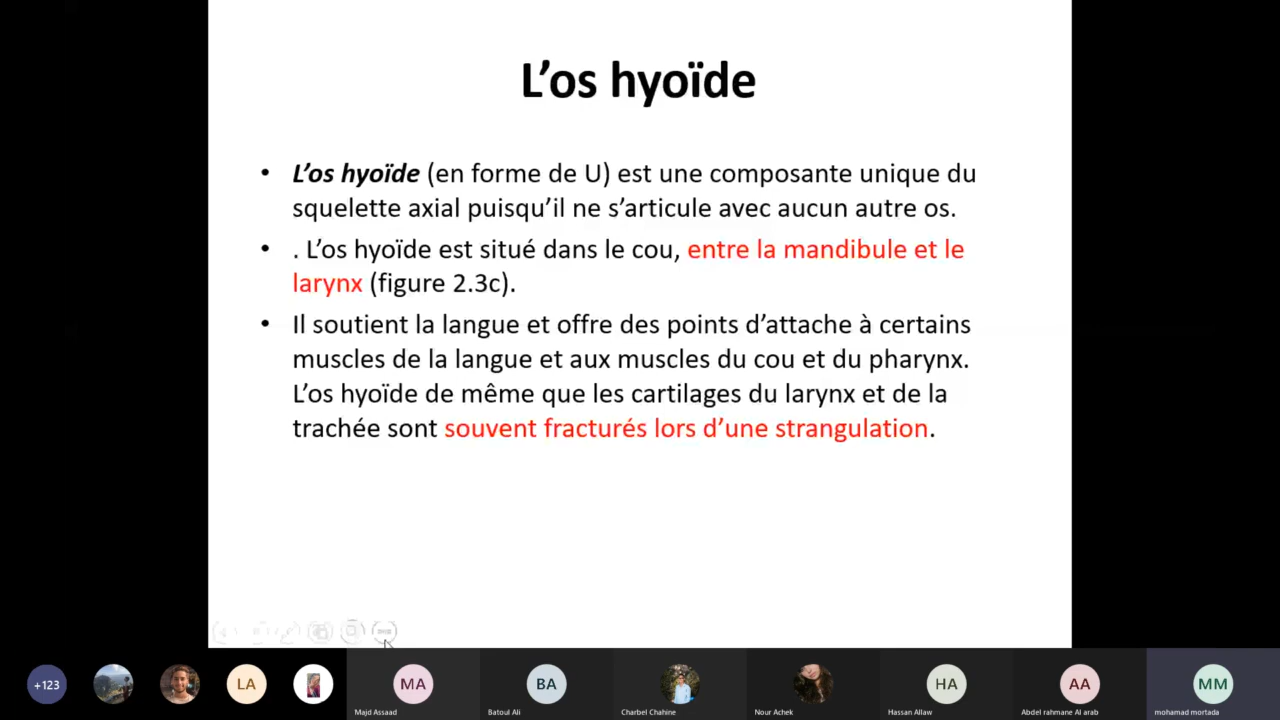 L'os hyoïde
• L'os hyoïde (en forme de U) est une composante unique du
squelette axial puisqu'il ne s'articule avec aucun autre os.
• . L'os hyoïde est situé dans le cou, entre la mandibule et le
larynx (figure 2.3c).
• Il soutient la langue et offre des points d'attache à certains
muscles de la langue et aux muscles du cou et du pharynx.
L'os hyoïde de même que les cartilages du larynx et de la
trachée sont souvent fracturés lors d'une strangulation.
+123
LA
MA
BA
HA
AA
MM
Majd Assaad
Batoul Ali
Charbel Chahine
Nour Achek
Hassan Allaw
Abdel rahmane Al arab
mohamad mortada